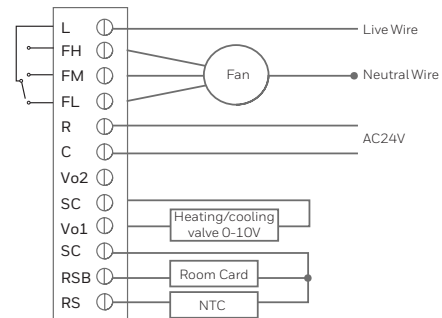 L
Live Wire
FH
FM
Fan
Neutral Wire
FL
R
AC24V
C
Vo2
SC
Heating/cooling
valve 0-10V
Vo1
SC
RSB
Room Card
RS
NTC